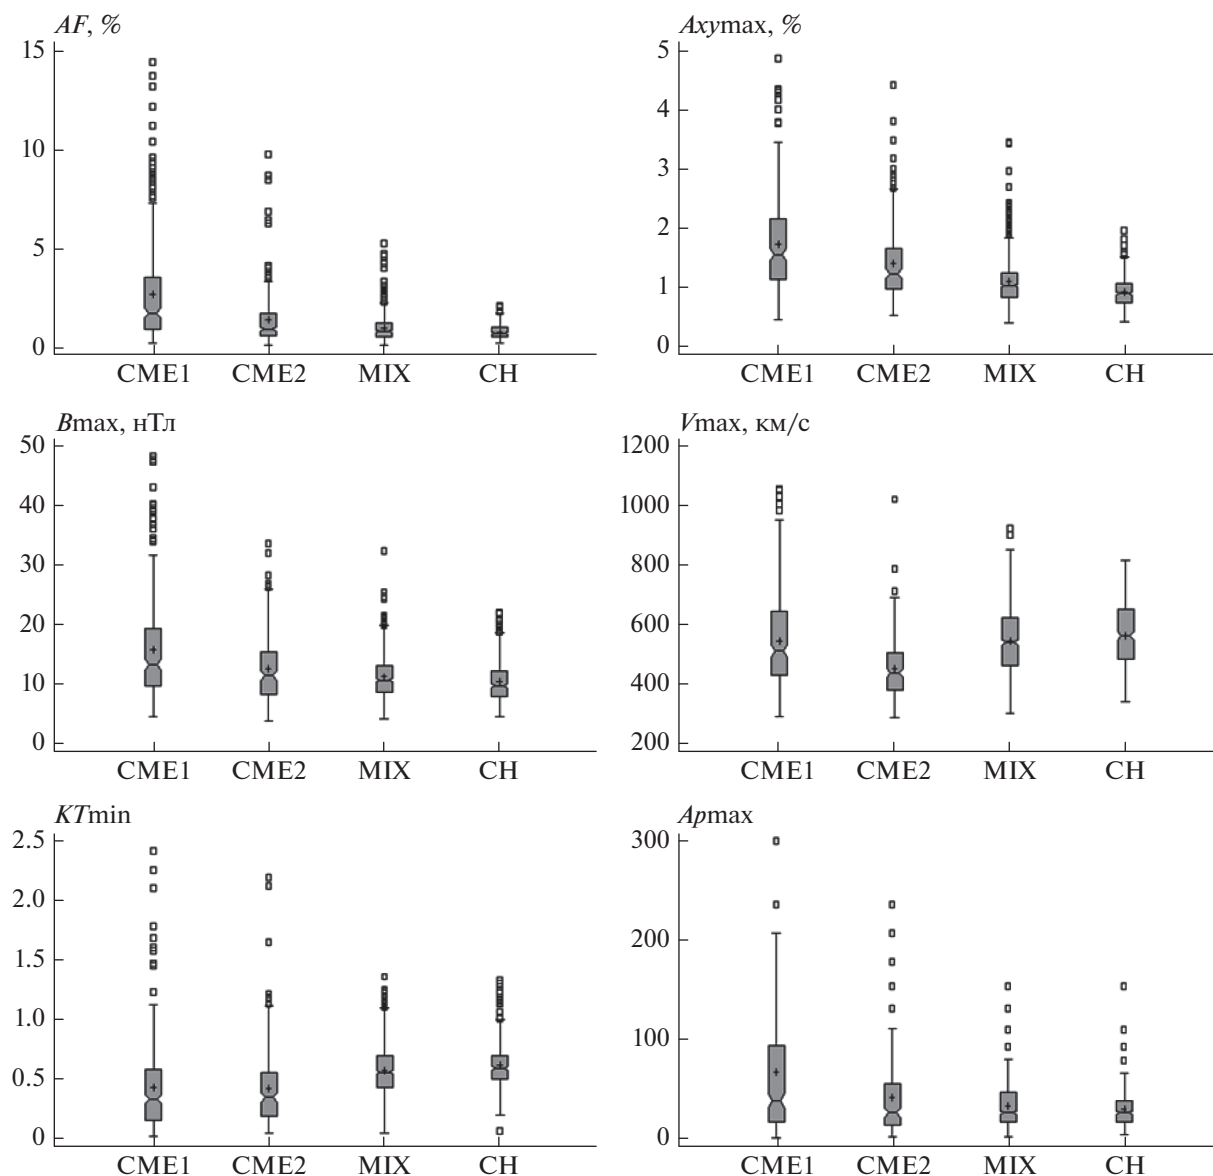 AF, %
15
10
5
0
CME1 CME2 MIX CH
Axymax, %
5
4
3
2
1
0
CME1 CME2 MIX CH
Bmax, нТл
50
40
30
20
10
0
CME1 CME2 MIX CH
Vmax, км/с
1200
1000
800
600
400
200
CME1 CME2 MIX CH
KTmin
2.5
2.0
1.5
1.0
0.5
0
CME1 CME2 MIX CH
Apmax
300
200
100
0
CME1 CME2 MIX CH